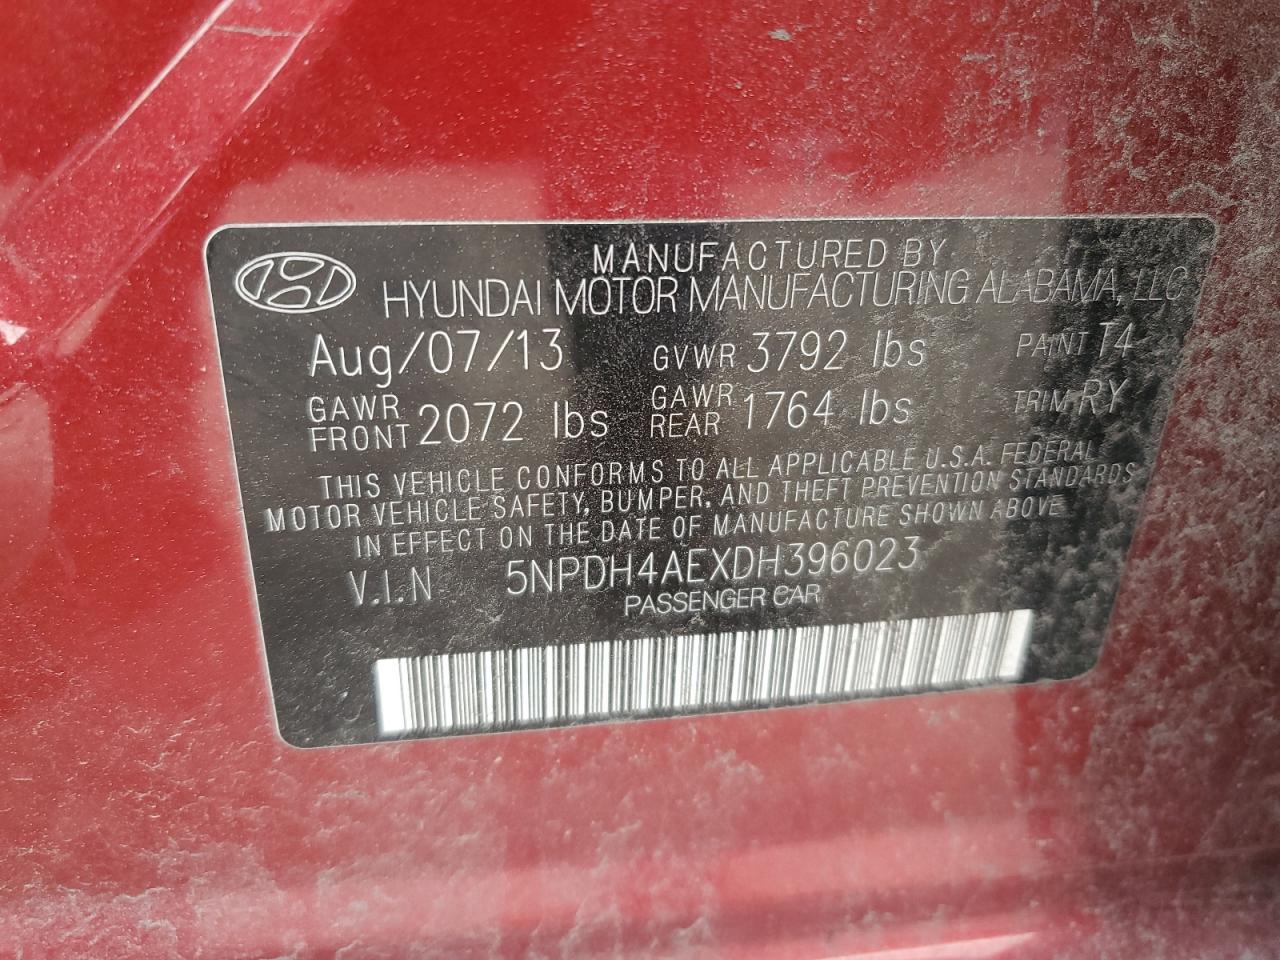 MANUFACTURED BY
HYUNDAI MOTOR MANUFACTURING ALABAMA, LLC
Aug/07/13 GVWR 3792 lbs PAINT T4
GAWR FRONT 2072 lbs GAWR REAR 1764 lbs TRIM RY
THIS VEHICLE CONFORMS TO ALL APPLICABLE U.S.A. FEDERAL
MOTOR VEHICLE SAFETY, BUMPER, AND THEFT PREVENTION STANDARDS
IN EFFECT ON THE DATE OF MANUFACTURE SHOWN ABOVE
V.I.N 5NPDH4AEXDH396023
PASSENGER CAR